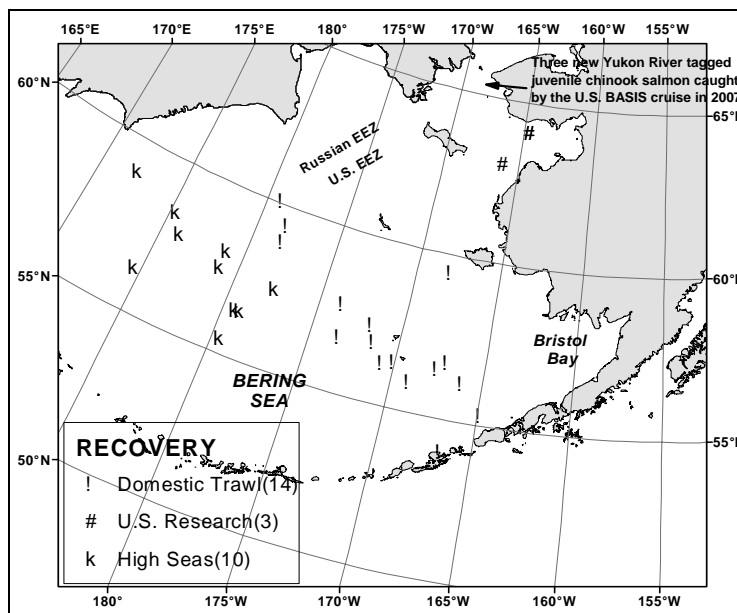 165°E 170°E 175°E 180° 175°W 170°W 165°W 160°W 155°W
Three new Yukon River tagged
juvenile chinook salmon caught
by the U.S. BASIS cruise in 2007
60°N
65°N
Russian EEZ
U.S. EEZ
55°N
60°N
Bristol
Bay
BERING
SEA
RECOVERY
! Domestic Trawl(14)
# U.S. Research(3)
k High Seas(10)
50°N
55°N
180° 175°W 170°W 165°W 160°W 155°W